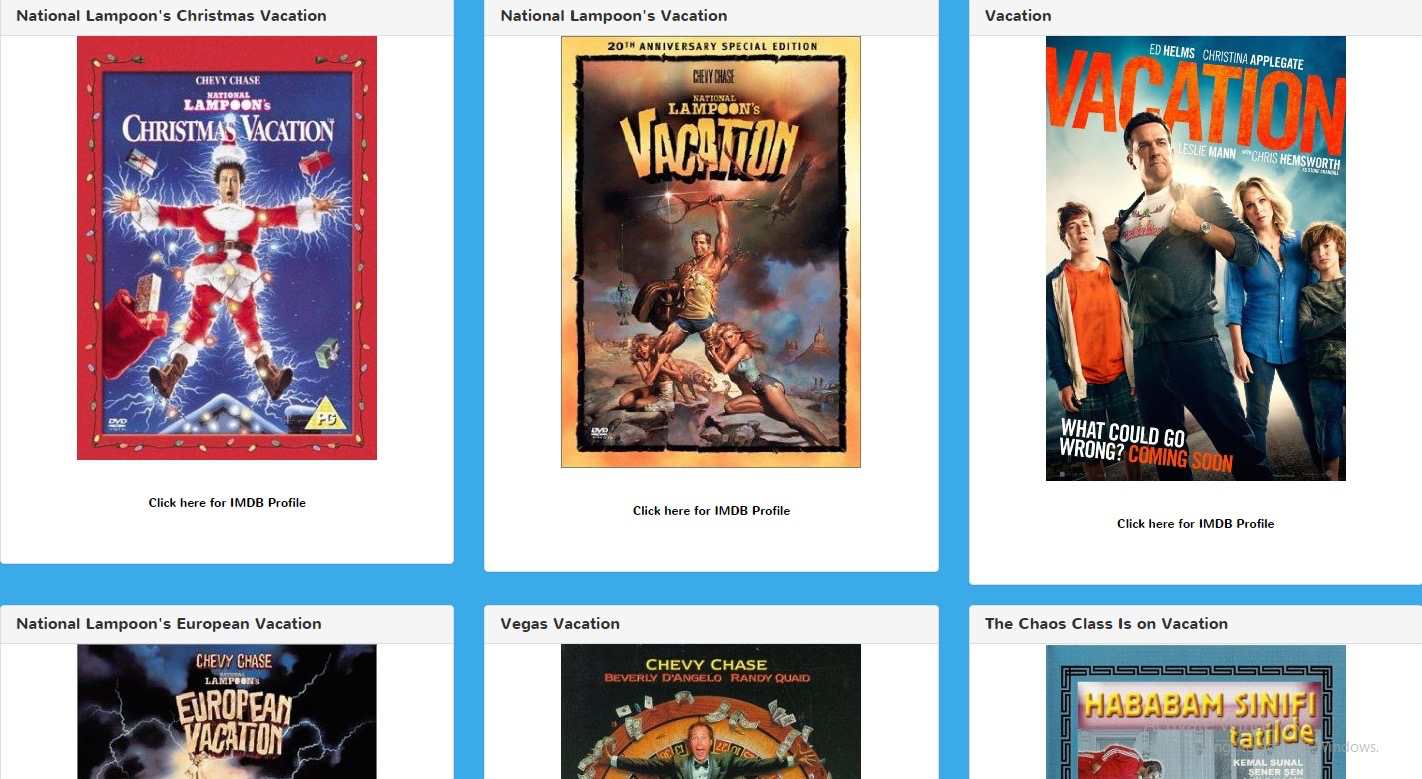 National Lampoon's Christmas Vacation
CHEVY CHASE
NATIONAL
LAMPOON's
CHRISTMAS VACATION
DVD
PG
Click here for IMDB Profile
National Lampoon's Vacation
20TH ANNIVERSARY SPECIAL EDITION
CHEVY CHASE
NATIONAL
LAMPOON's
VACATION
DVD
Click here for IMDB Profile
Vacation
ED HELMS CHRISTINA APPLEGATE
VACATION
LESLIE MANN WITH CHRIS HEMSWORTH
WHAT COULD GO
WRONG? COMING SOON
Click here for IMDB Profile
National Lampoon's European Vacation
CHEVY CHASE
NATIONAL
LAMPOON's
EUROPEAN
VACATION
Vegas Vacation
CHEVY CHASE
BEVERLY D'ANGELO RANDY QUAID
The Chaos Class Is on Vacation
HABABAM SINIFI
tatilde
KEMAL SUNAL
ŞENER ŞEN